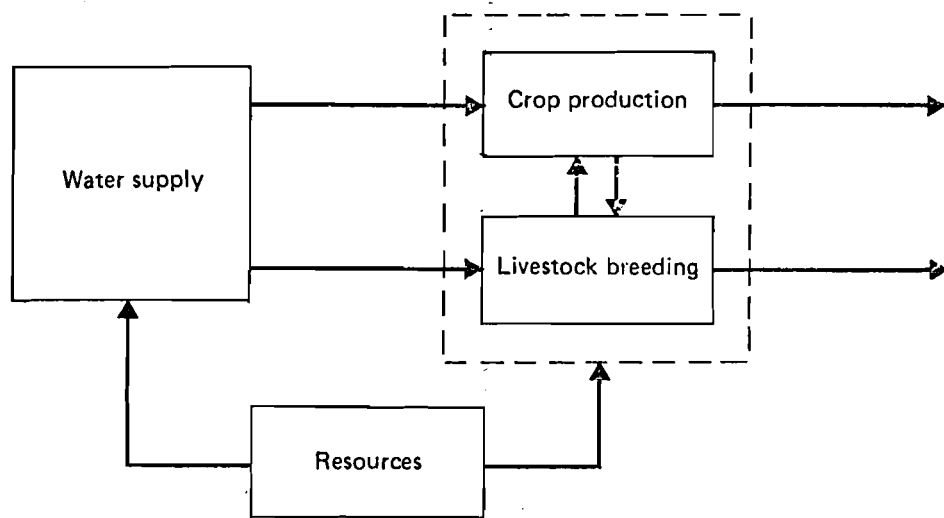 Crop production
Water supply
Livestock breeding
Resources